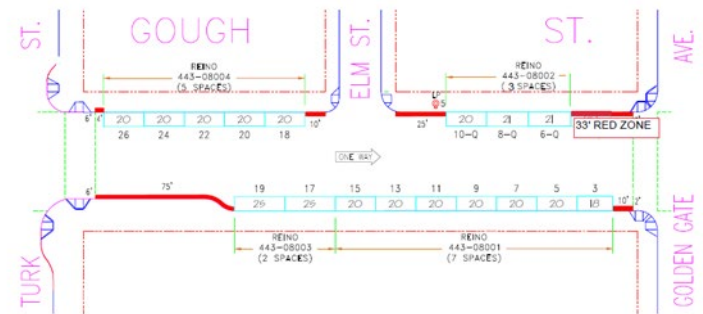 ST.
GOUGH
ELM ST.
ST.
AVE.
REINO
443-08004
(5 SPACES)
REINO
443-08002
(3 SPACES)
LP
5'
6' 6' 20 20 20 20 20 10'
26 24 22 20 18
25' 20 21 21
10-Q 8-Q 6-Q
33' RED ZONE
ONE WAY
6' 75'
19 17 15 13 11 9 7 5 3
20 20 20 20 20 20 18 10' 2'
REINO
443-08003
(2 SPACES)
REINO
443-08001
(7 SPACES)
TURK
GOLDEN GATE